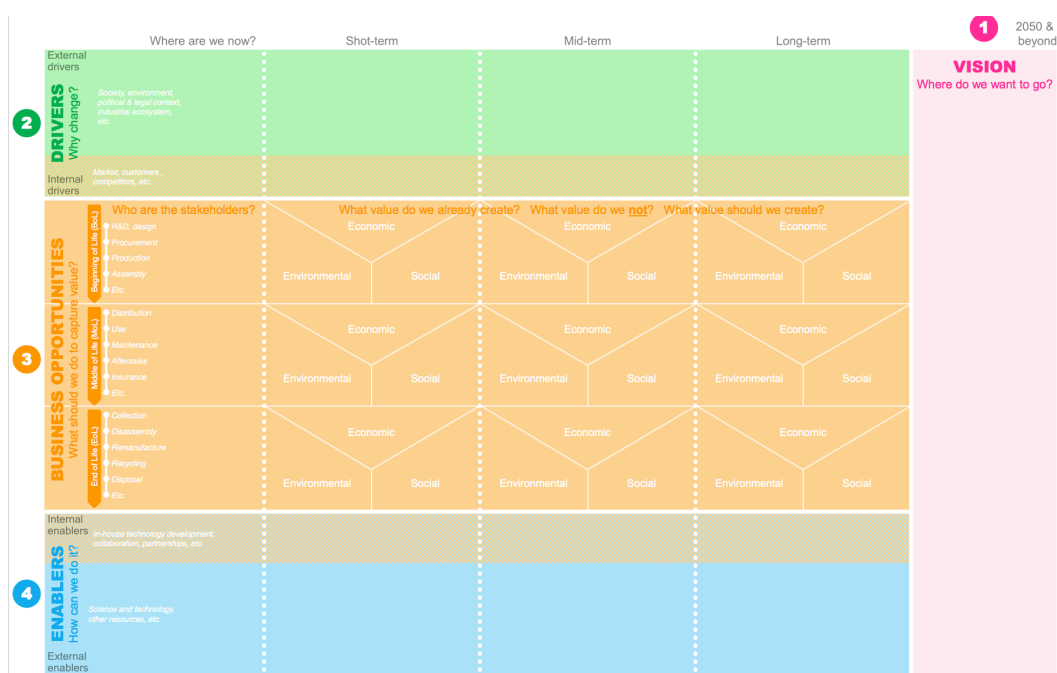 1
2050 &
beyond
Where are we now?
Shot-term
Mid-term
Long-term
VISION
Where do we want to go?
2
DRIVERS
Why change?
External
drivers
Society, environment,
political & legal context,
industrial ecosystem,
etc.
Internal
drivers
Market, customers ,
competitors, etc.
3
BUSINESS OPPORTUNITIES
What should we do to capture value?
Who are the stakeholders?
What value do we already create?
What value do we not?
What value should we create?
Beginning of Life (BoL)
R&D, design
Procurement
Production
Assembly
Etc.
Economic
Environmental
Social
Economic
Environmental
Social
Economic
Environmental
Social
Middle of Life (MoL)
Distribution
Use
Maintenance
Aftersales
Insurance
Etc.
Economic
Environmental
Social
Economic
Environmental
Social
Economic
Environmental
Social
End of Life (EoL)
Collection
Disassembly
Remanufacture
Recycling
Disposal
Etc.
Economic
Environmental
Social
Economic
Environmental
Social
Economic
Environmental
Social
4
ENABLERS
How can we do it?
Internal
enablers
In-house technology development,
collaboration, partnerships, etc.
Science and technology,
other resources, etc.
External
enablers